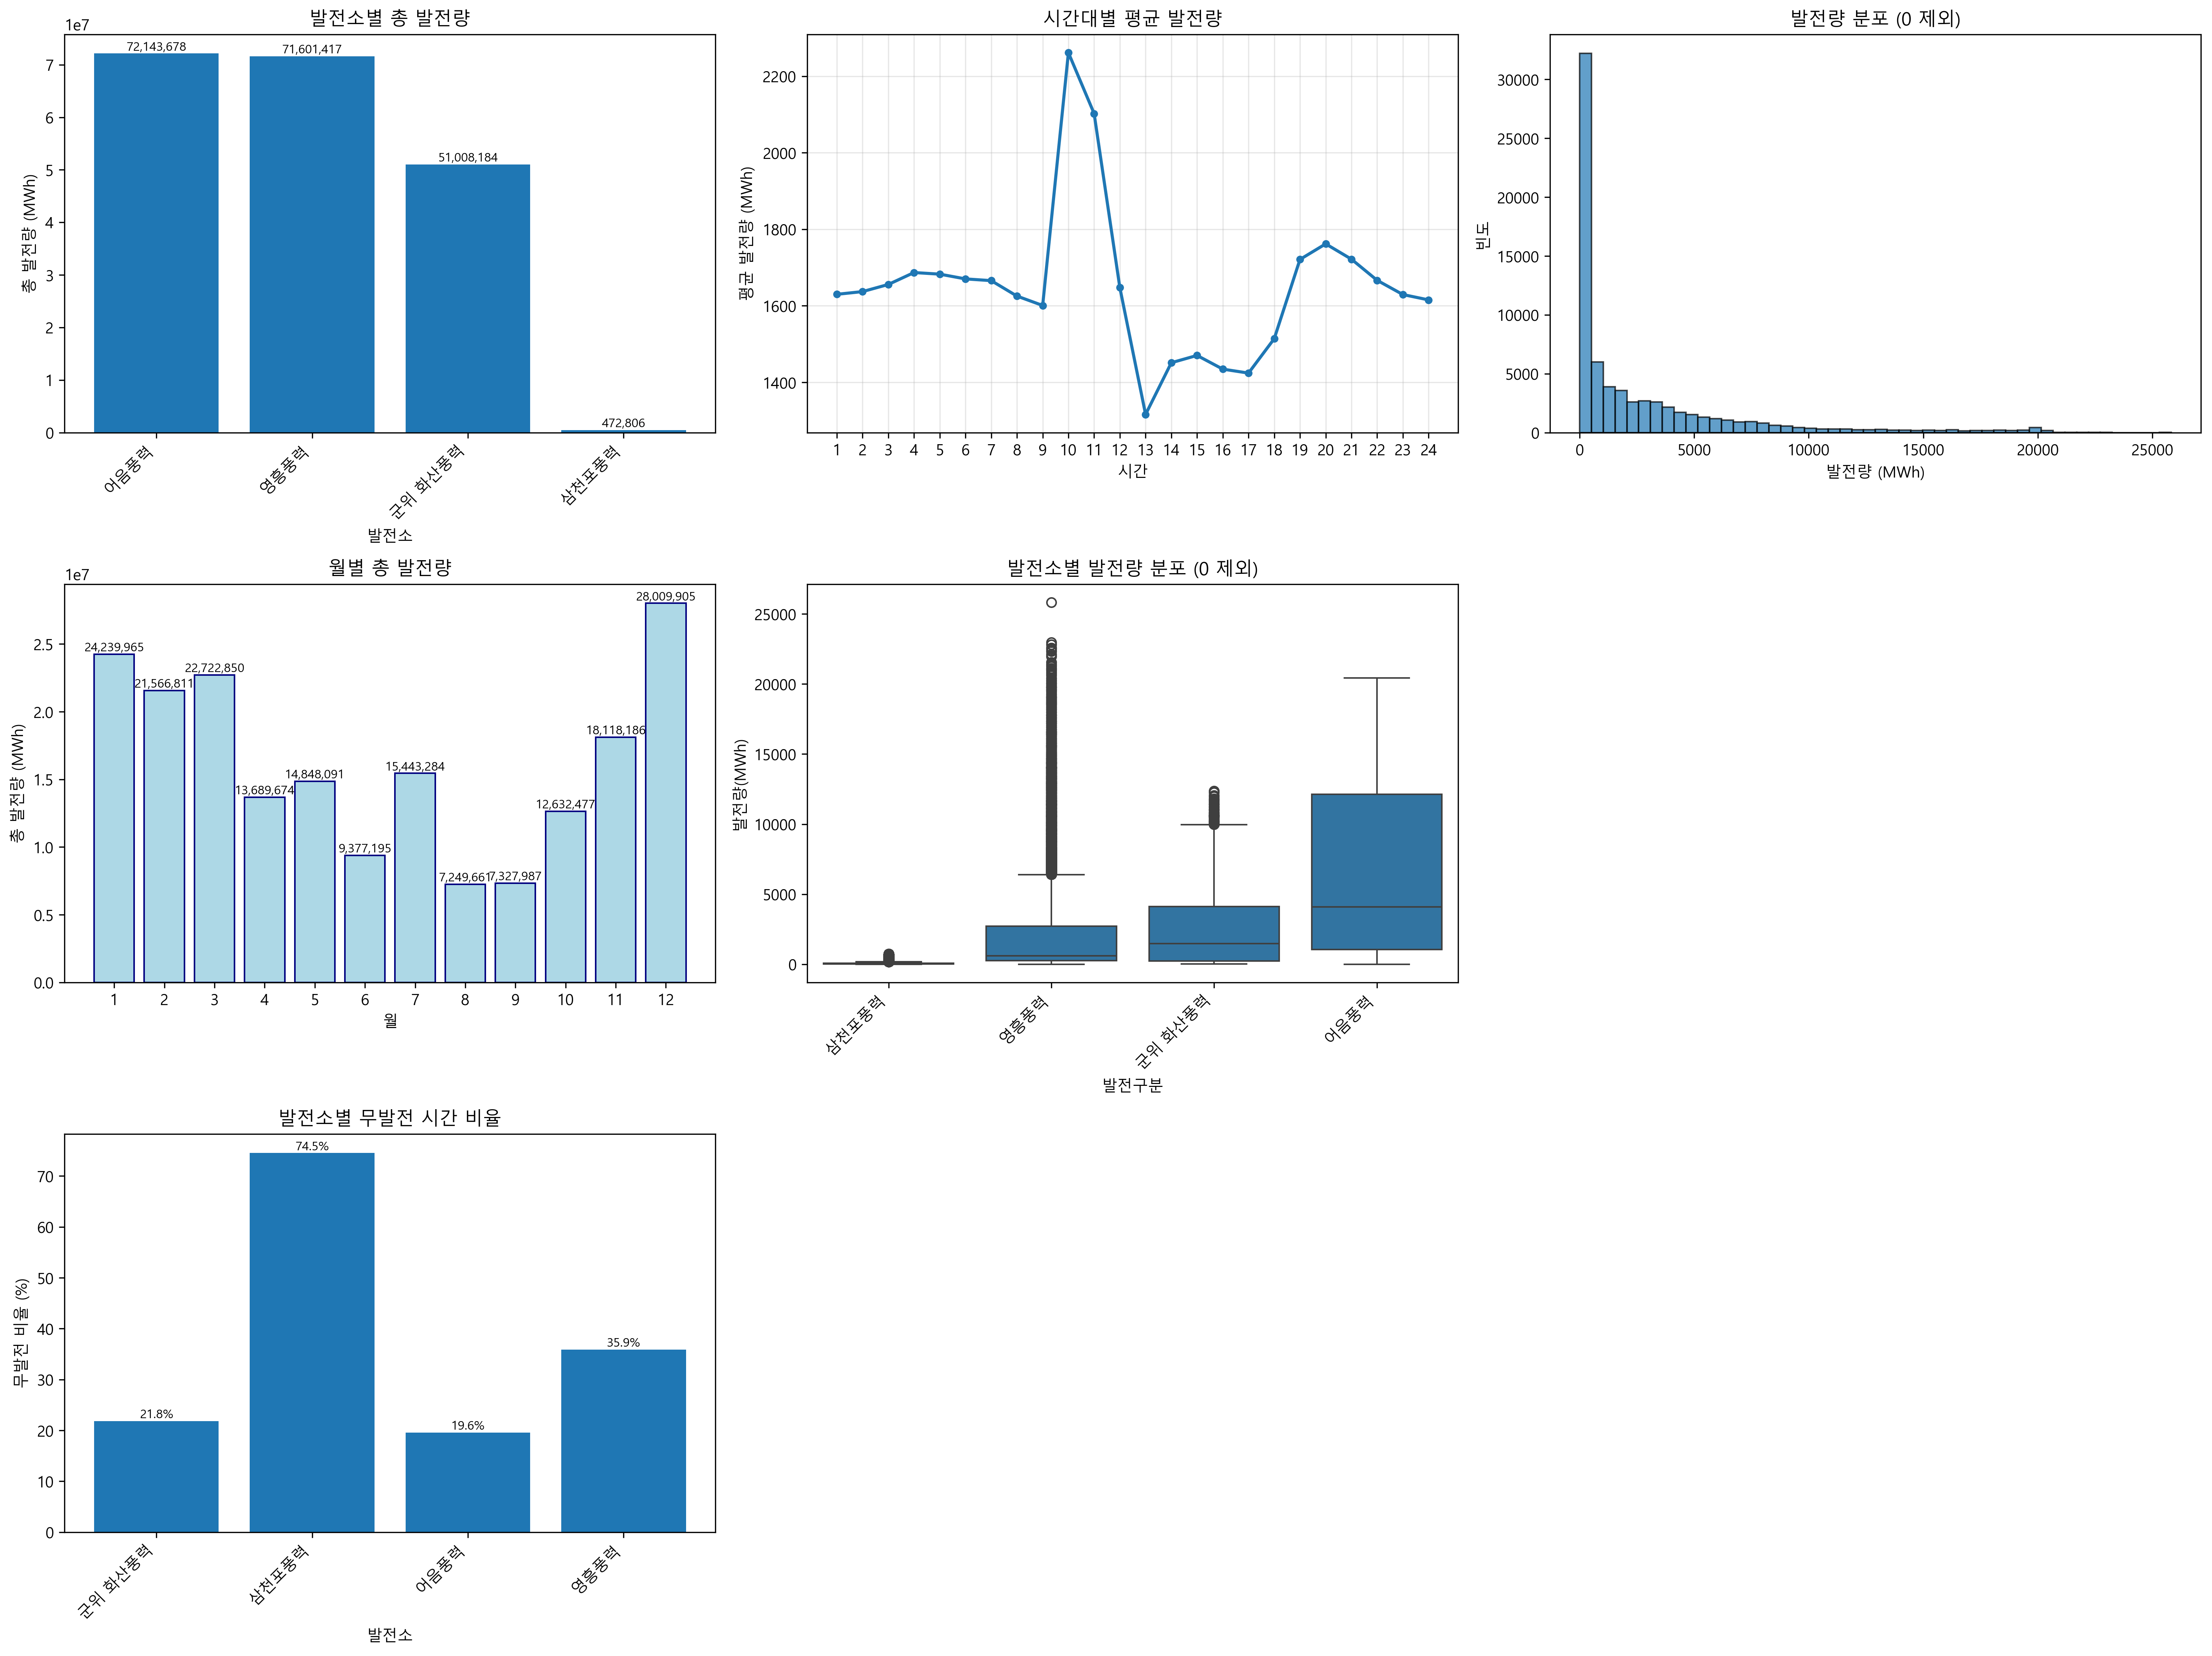 발전소별 총 발전량
1e7
총 발전량 (MWh)
7
6
5
4
3
2
1
0
72,143,678
71,601,417
51,008,184
472,806
어음풍력
영흥풍력
군위 화산풍력
삼천포풍력
발전소
시간대별 평균 발전량
평균 발전량 (MWh)
2200
2000
1800
1600
1400
1 2 3 4 5 6 7 8 9 10 11 12 13 14 15 16 17 18 19 20 21 22 23 24
시간
발전량 분포 (0 제외)
빈도
30000
25000
20000
15000
10000
5000
0
0 5000 10000 15000 20000 25000
발전량 (MWh)
월별 총 발전량
1e7
총 발전량 (MWh)
2.5
2.0
1.5
1.0
0.5
0.0
24,239,965
21,566,811
22,722,850
13,689,674
14,848,091
9,377,195
15,443,284
7,249,661
7,327,987
12,632,477
18,118,186
28,009,905
1 2 3 4 5 6 7 8 9 10 11 12
월
발전소별 발전량 분포 (0 제외)
발전량(MWh)
25000
20000
15000
10000
5000
0
삼천포풍력
영흥풍력
군위 화산풍력
어음풍력
발전구분
발전소별 무발전 시간 비율
무발전 비율 (%)
70
60
50
40
30
20
10
0
21.8%
74.5%
19.6%
35.9%
군위 화산풍력
삼천포풍력
어음풍력
영흥풍력
발전소